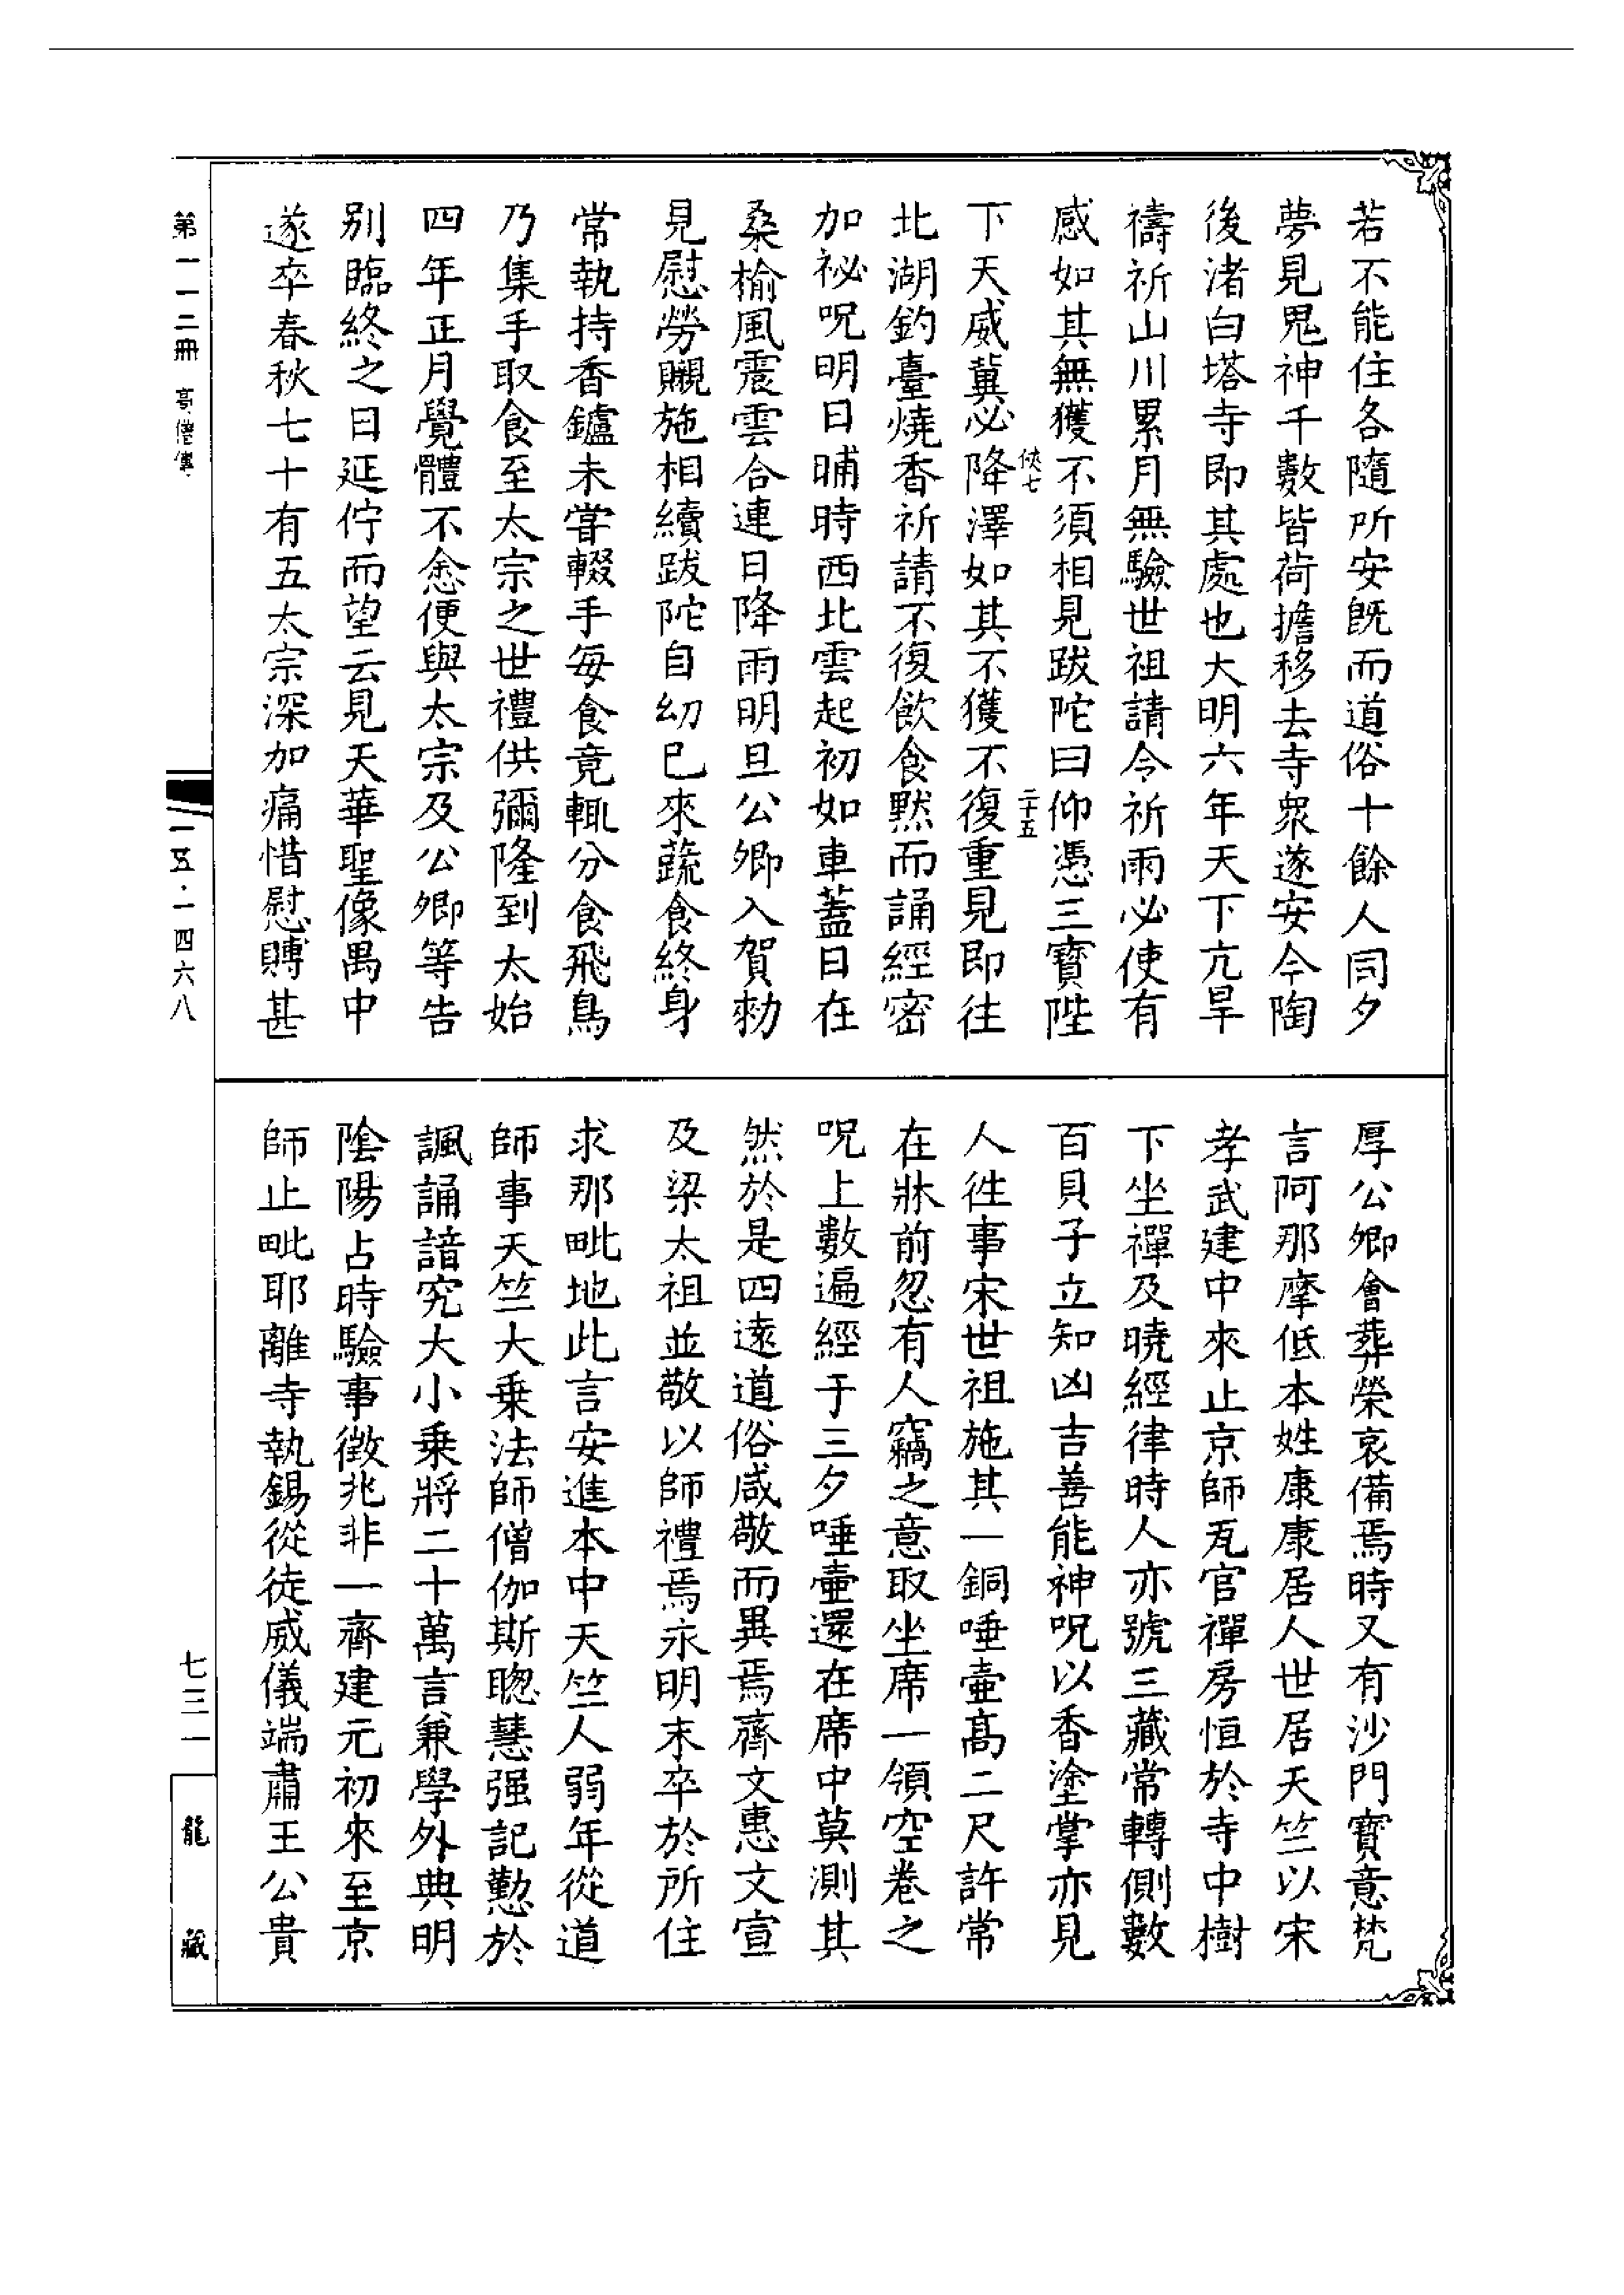 若不能住各隨所安既而道俗十餘人同夕
夢見鬼神千數皆荷擔移去寺衆遂安今陶
後渚白塔寺即其處也大明六年天下亢旱
禱祈山川累月無驗世祖請令祈雨必使有
感如其無獲不須相見跋陀曰仰憑三寶陛
俠七
二十五
下天威冀必降澤如其不獲不復重見即往
北湖釣臺燒香祈請不復飲食默而誦經密
加祕呪明日晡時西北雲起初如車蓋日在
桑榆風震雲合連日降雨明旦公卿入賀勑
見慰勞嚫施相續跋陀自幼已來蔬食終身
常執持香鑪未甞輟手每食竟輒分食飛鳥
乃集手取食至太宗之世禮供彌隆到太始
四年正月覺體不悆便與太宗及公卿等告
别臨終之日延佇而望云見天華聖像禺中
遂卒春秋七十有五太宗深加痛惜慰賻甚
厚公卿會葬榮哀備焉時又有沙門寶意梵
言阿那摩低本姓康康居人世居天竺以宋
孝武建中來止京師瓦官禪房恒於寺中樹
下坐禪及曉經律時人亦號三藏常轉側數
百貝子立知凶吉善能神呪以香塗掌亦見
人徃事宋世祖施其一銅唾壷髙二尺許常
在牀前忽有人竊之意取坐席一領空卷之
呪上數遍經于三夕唾壷還在席中莫測其
然於是四逺道俗咸敬而異焉齊文惠文宣
及梁太祖並敬以師禮焉永明末卒於所住
求那毗地此言安進本中天竺人弱年從道
師事天竺大乗法師僧伽斯聦慧强記懃於
諷誦諳究大小乗將二十萬言兼學外典明
隂陽占時驗事徴兆非一齊建元初來至京
師止毗耶離寺執錫從徒威儀端肅王公貴
第一一二冊 高僧傳
一五·一四六八
七三一
龍藏